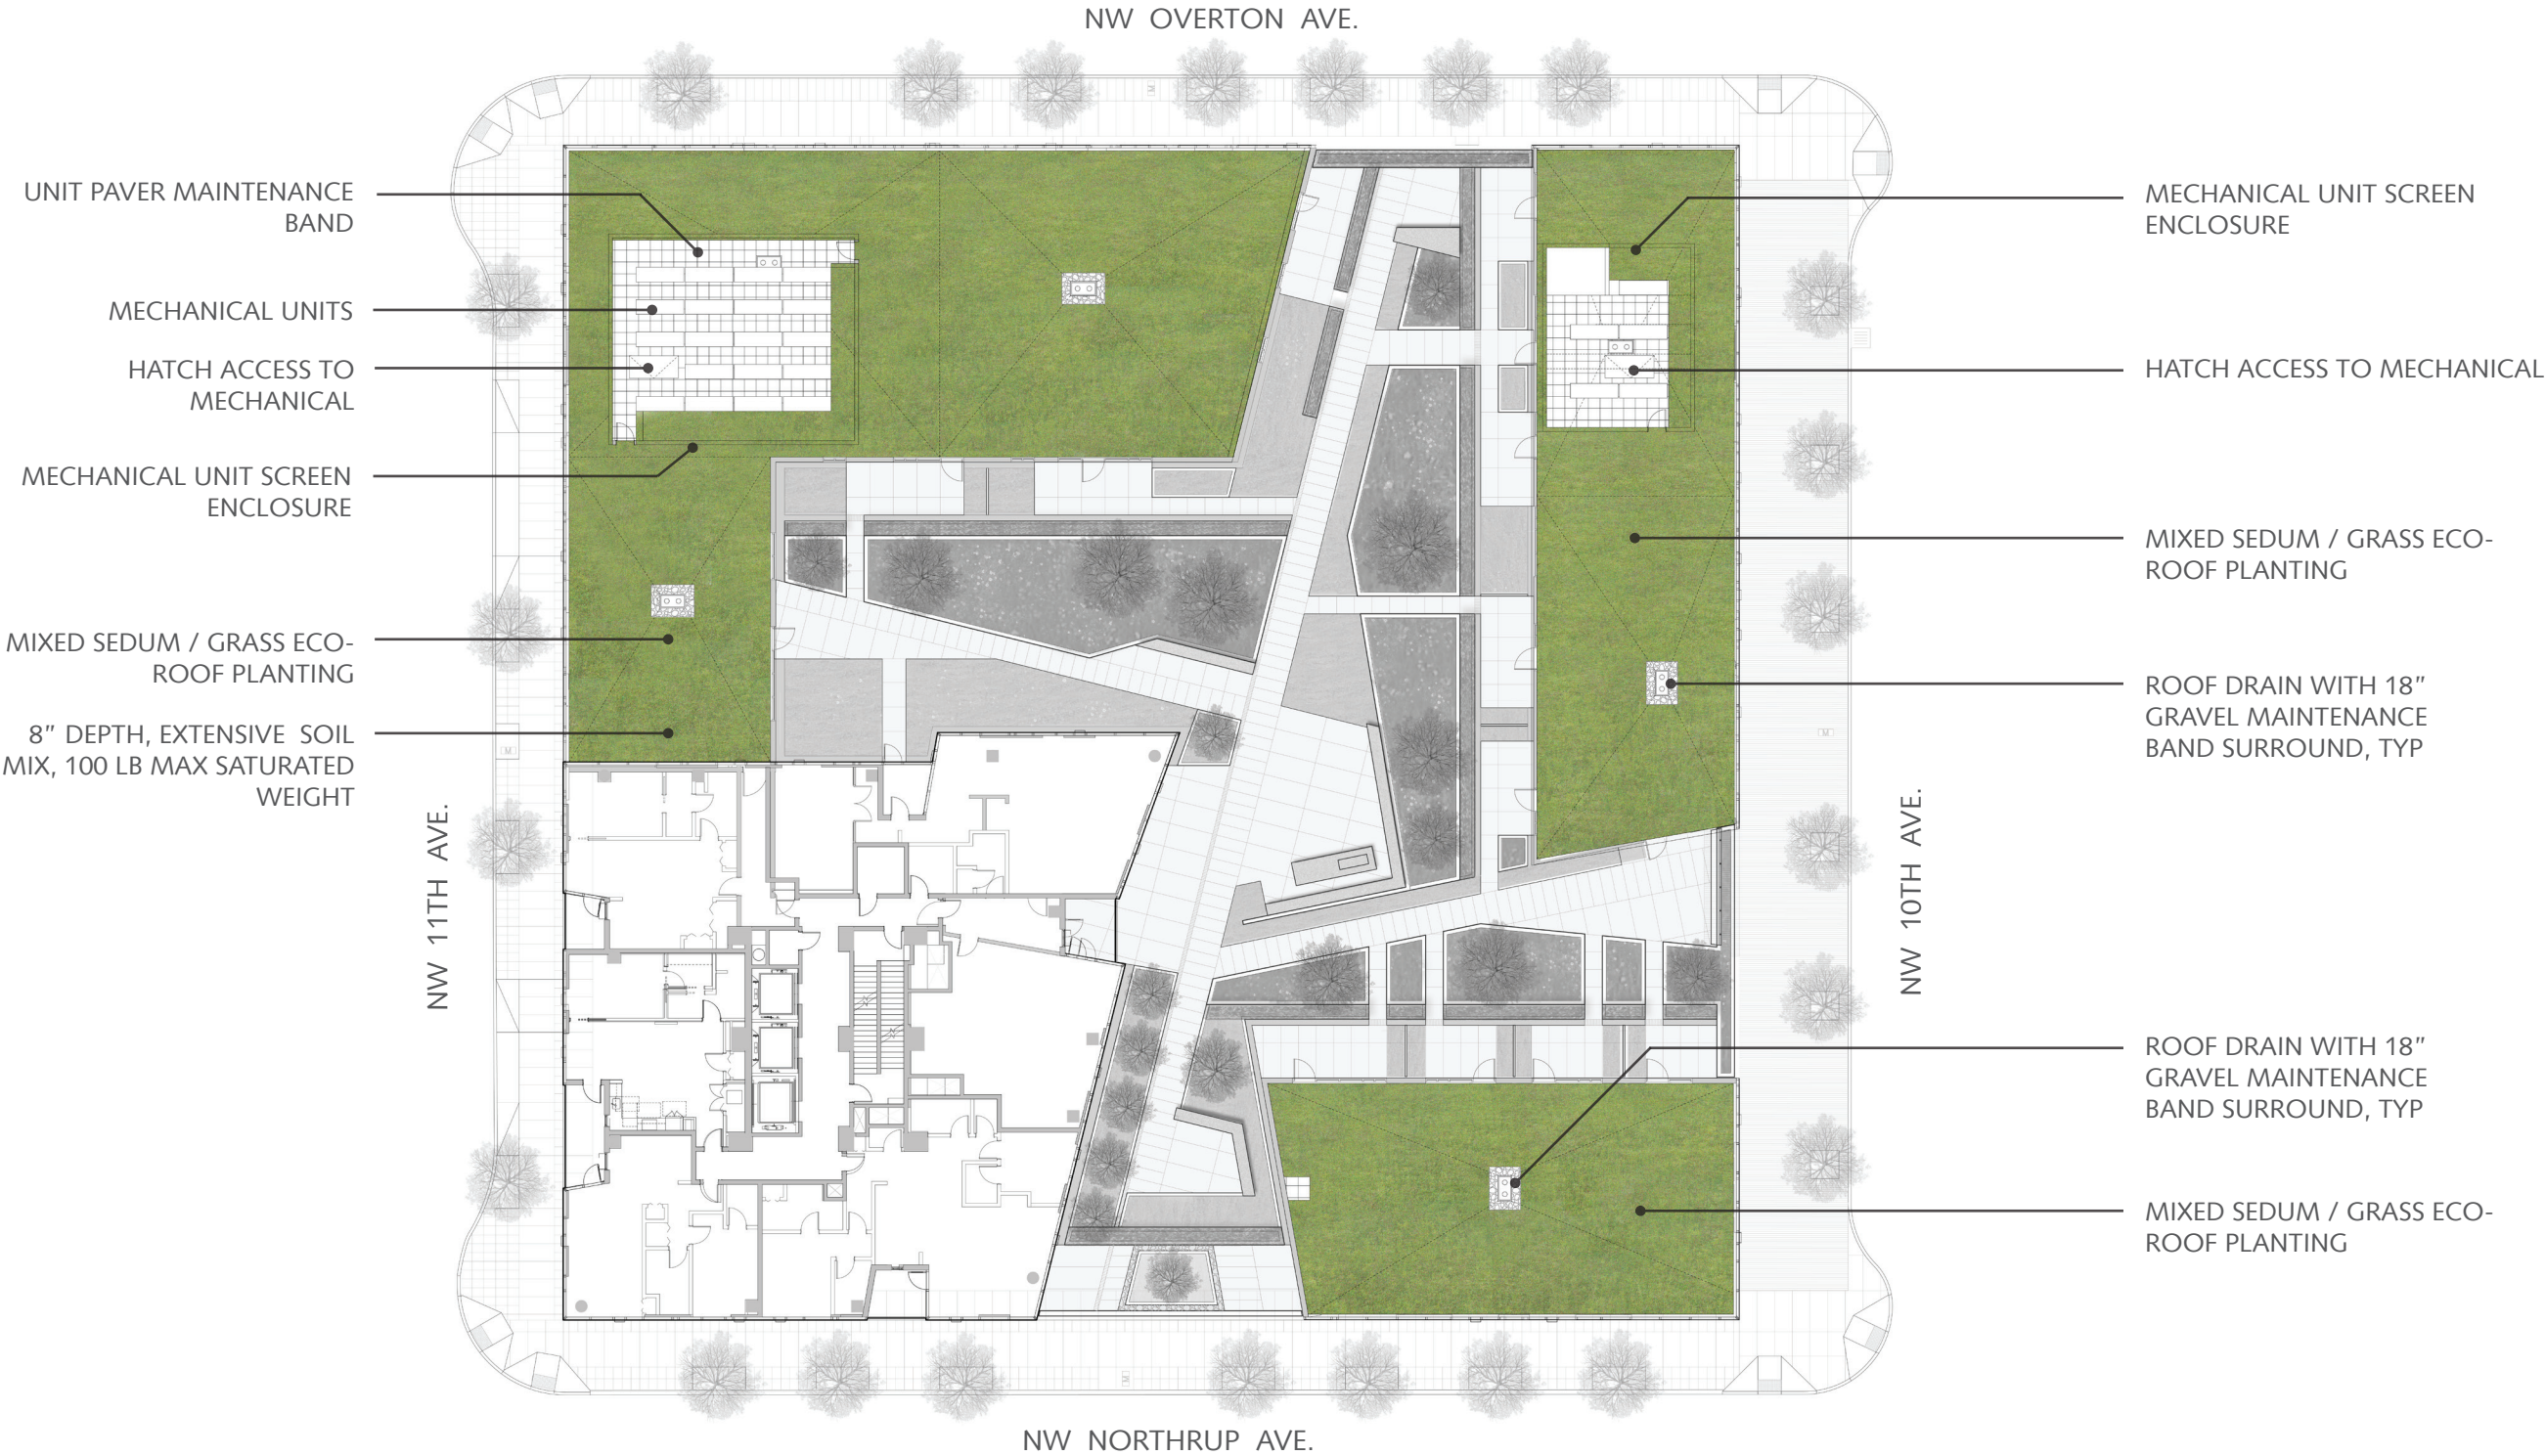 NW OVERTON AVE.
UNIT PAVER MAINTENANCE
BAND
MECHANICAL UNITS
HATCH ACCESS TO
MECHANICAL
MECHANICAL UNIT SCREEN
ENCLOSURE
MIXED SEDUM / GRASS ECO-
ROOF PLANTING
8” DEPTH, EXTENSIVE SOIL
MIX, 100 LB MAX SATURATED
WEIGHT
NW 11TH AVE.
MECHANICAL UNIT SCREEN
ENCLOSURE
HATCH ACCESS TO MECHANICAL
MIXED SEDUM / GRASS ECO-
ROOF PLANTING
ROOF DRAIN WITH 18”
GRAVEL MAINTENANCE
BAND SURROUND, TYP
NW 10TH AVE.
ROOF DRAIN WITH 18”
GRAVEL MAINTENANCE
BAND SURROUND, TYP
MIXED SEDUM / GRASS ECO-
ROOF PLANTING
NW NORTHRUP AVE.